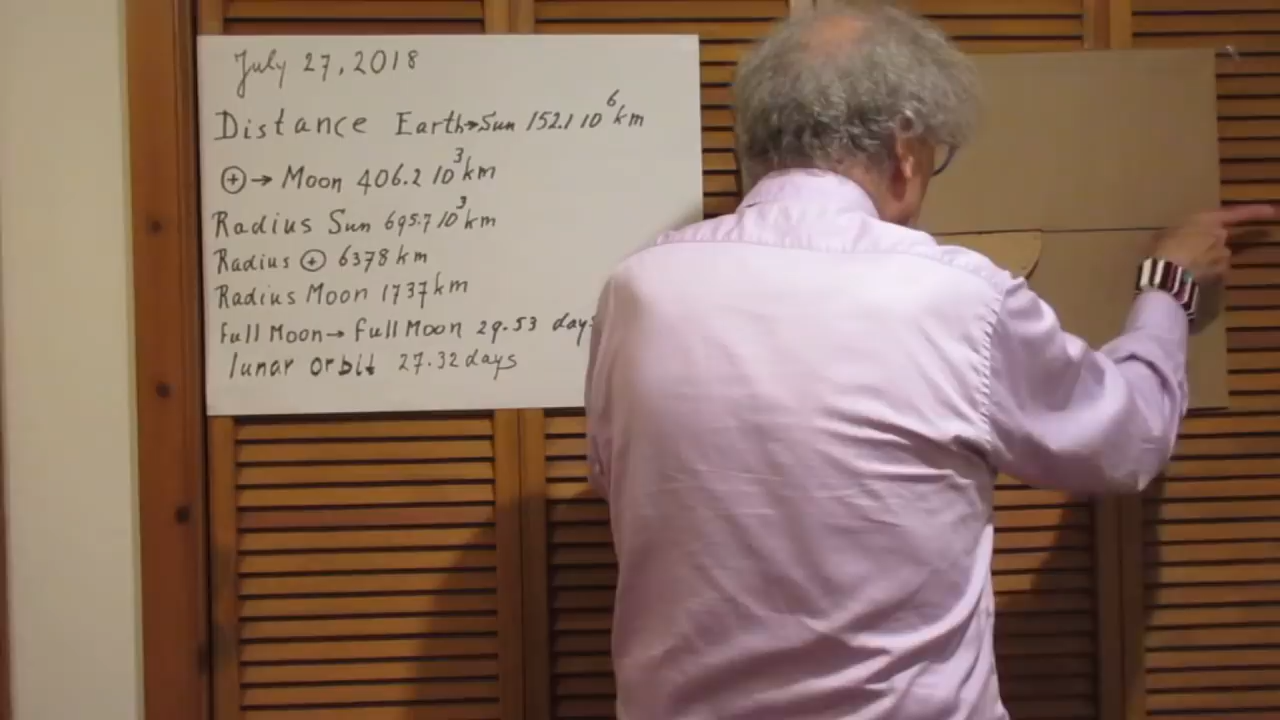 July 27, 2018
Distance Earth→Sun 152.1 10⁶ km
⊕→ Moon 406.2 10³ km
Radius Sun 695.7 10³ km
Radius ⊕ 6378 km
Radius Moon 1737 km
Full Moon→ Full Moon 29.53 days
lunar orbit 27.32 days